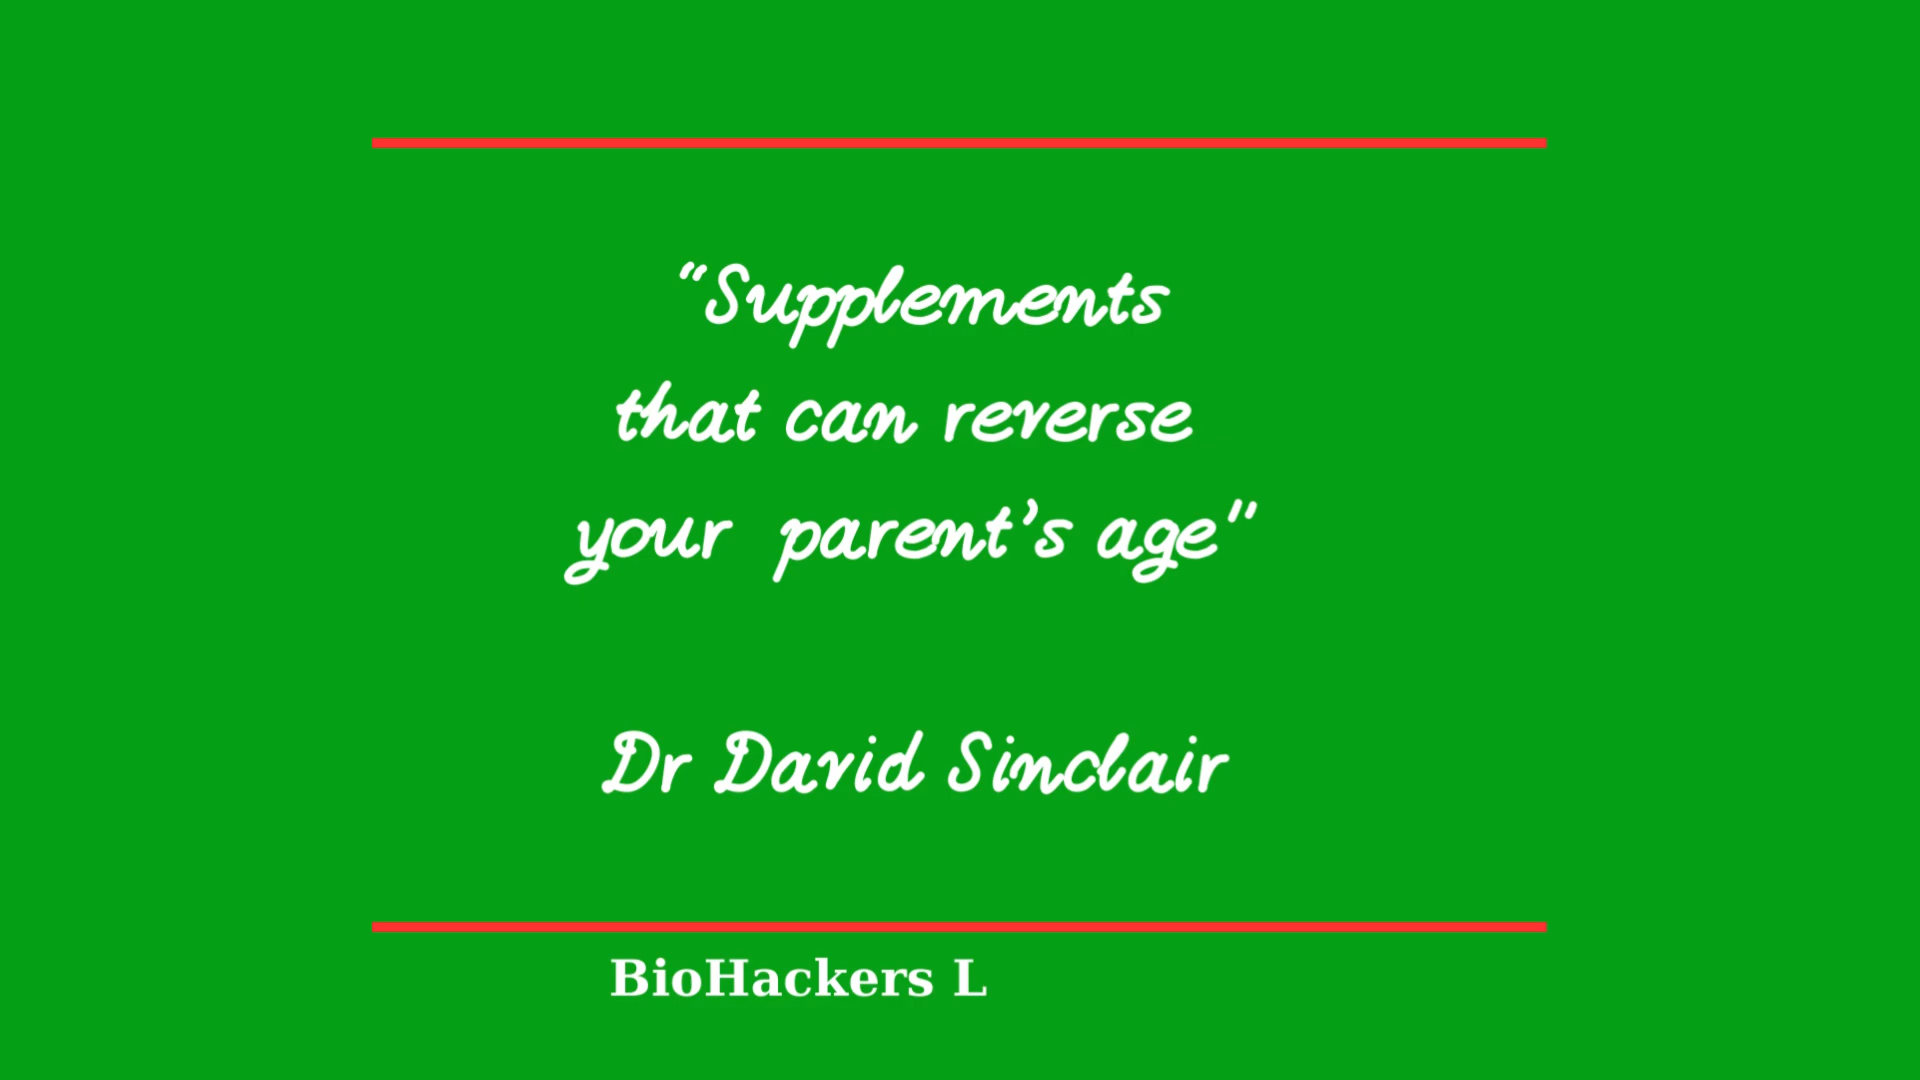 “Supplements
that can reverse
your parent’s age”
Dr David Sinclair
BioHackers L